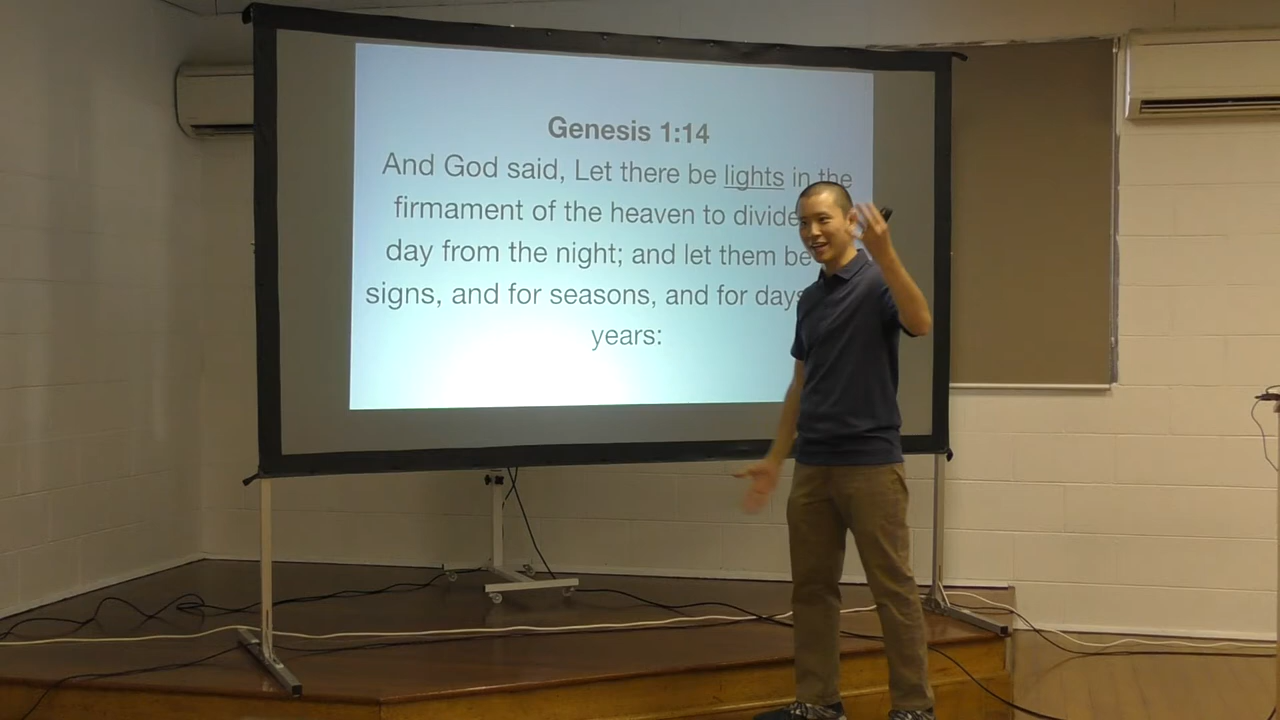 Genesis 1:14
And God said, Let there be lights in the
firmament of the heaven to divide
day from the night; and let them be
signs, and for seasons, and for days
years: